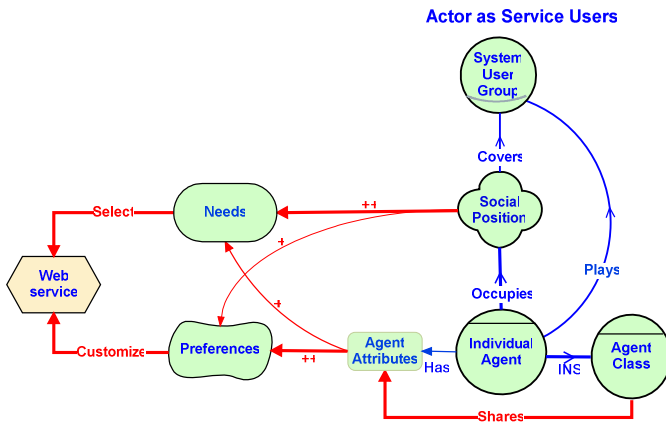 Actor as Service Users
System
User
Group
Covers
Social
Position
++
Needs
Select
+
Web
service
Plays
+
Occupies
Customize
Preferences
++
Agent
Attributes
Has
Individual
Agent
INS
Agent
Class
Shares